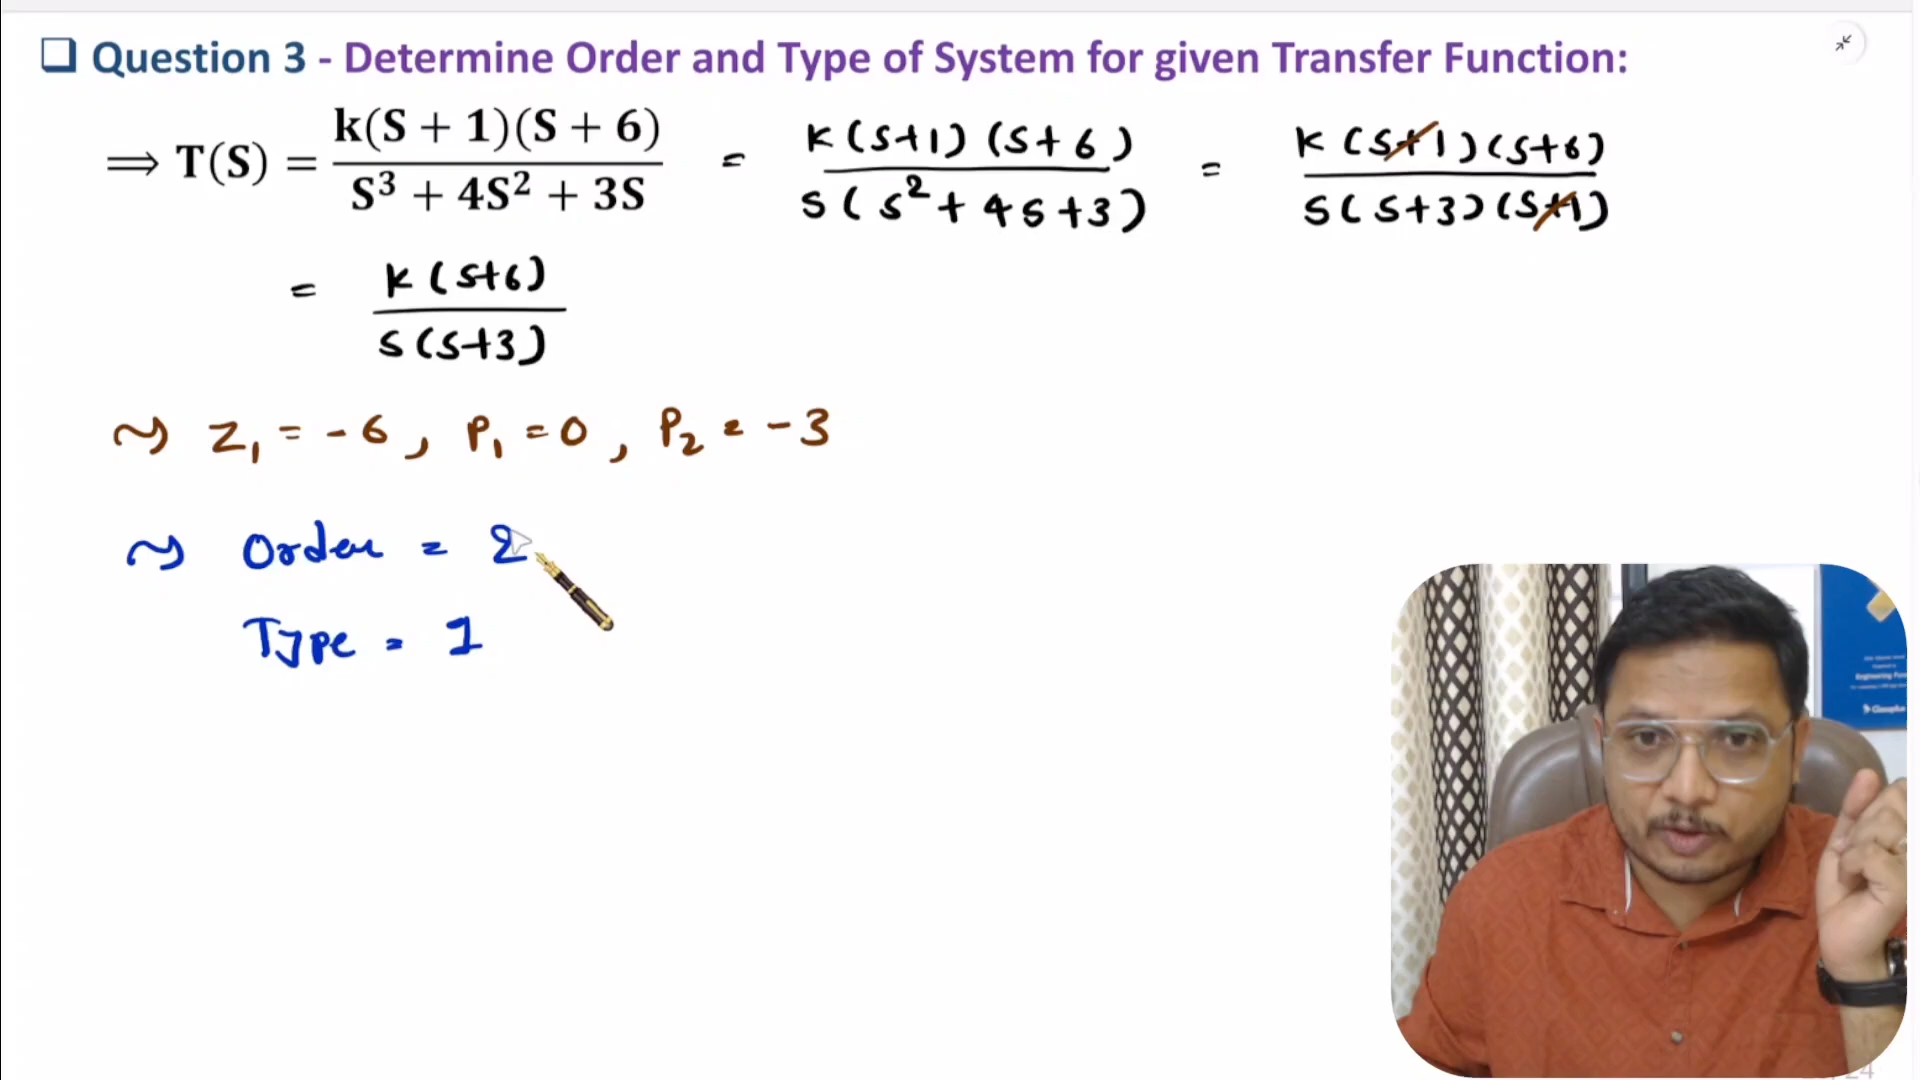 ❑ Question 3 - Determine Order and Type of System for given Transfer Function:
⟹ T(S) = k(S + 1)(S + 6) / S³ + 4S² + 3S = K(S+1)(S+6) / S(S²+4S+3) = K(S+1)(S+6) / S(S+3)(S+1)
= K(S+6) / S(S+3)
~> Z₁ = -6, P₁ = 0, P₂ = -3
~> Order = 2
Type = 1
24